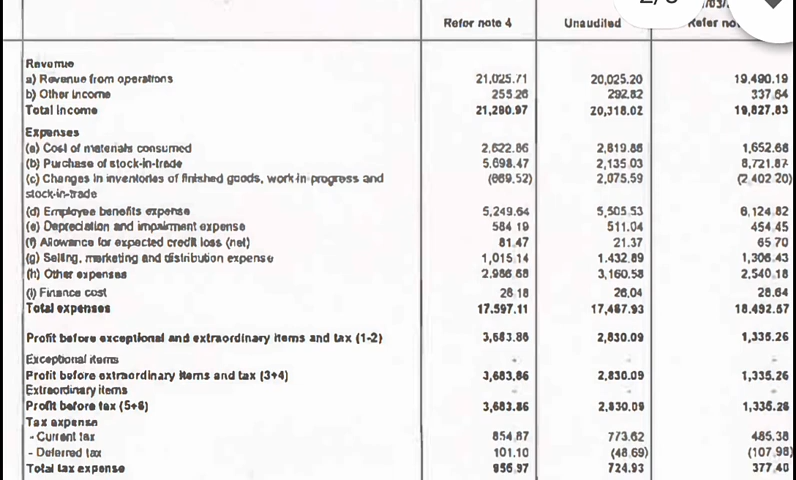 /03/
Refer note 4 Unaudited Refer no
Revenue
a) Revenue from operations 21,025.71 20,025.20 19,490.19
b) Other income 255.26 292.82 337.64
Total income 21,280.97 20,318.02 19,827.83
Expenses
(a) Cost of materials consumed 2,622.86 2,819.86 1,652.68
(b) Purchase of stock-in-trade 5,698.47 2,135.03 8,721.87
(c) Changes in inventories of finished goods, work-in-progress and (669.52) 2,075.59 (2 402 20)
stock-in-trade
(d) Employee benefits expense 5,249.64 5,505.53 6,124.82
(e) Depreciation and impairment expense 584 19 511.04 454.45
(f) Allowance for expected credit loss (net) 81.47 21.37 65 70
(g) Selling, marketing and distribution expense 1,015.14 1.432.89 1,306.43
(h) Other expenses 2.986 68 3,160.58 2,540.18
(i) Finance cost 26 18 26.04 28.64
Total expenses 17.597.11 17,487.93 18.492.57
Profit before exceptional and extraordinary items and tax (1-2) 3,683.86 2,830.09 1,335.26
Exceptional items - - -
Profit before extraordinary items and tax (3+4) 3,683.86 2,830.09 1,335.26
Extraordinary items - - -
Profit before tax (5+6) 3,683.86 2,830.09 1,335.26
Tax expense
- Current tax 854.87 773.62 485.38
- Deferred tax 101.10 (48.69) (107.98)
Total tax expense 956.97 724.93 377.40